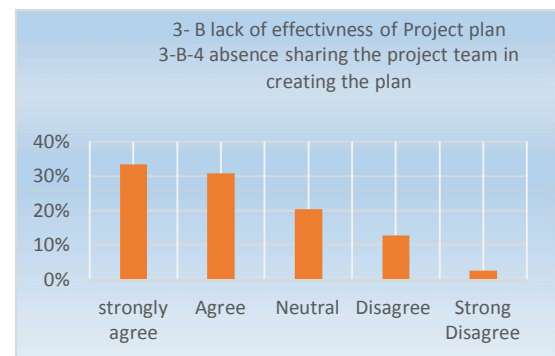 3- B lack of effectivness of Project plan
3-B-4 absence sharing the project team in
creating the plan
40%
30%
20%
10%
0%
strongly agree
Agree
Neutral
Disagree
Strong Disagree